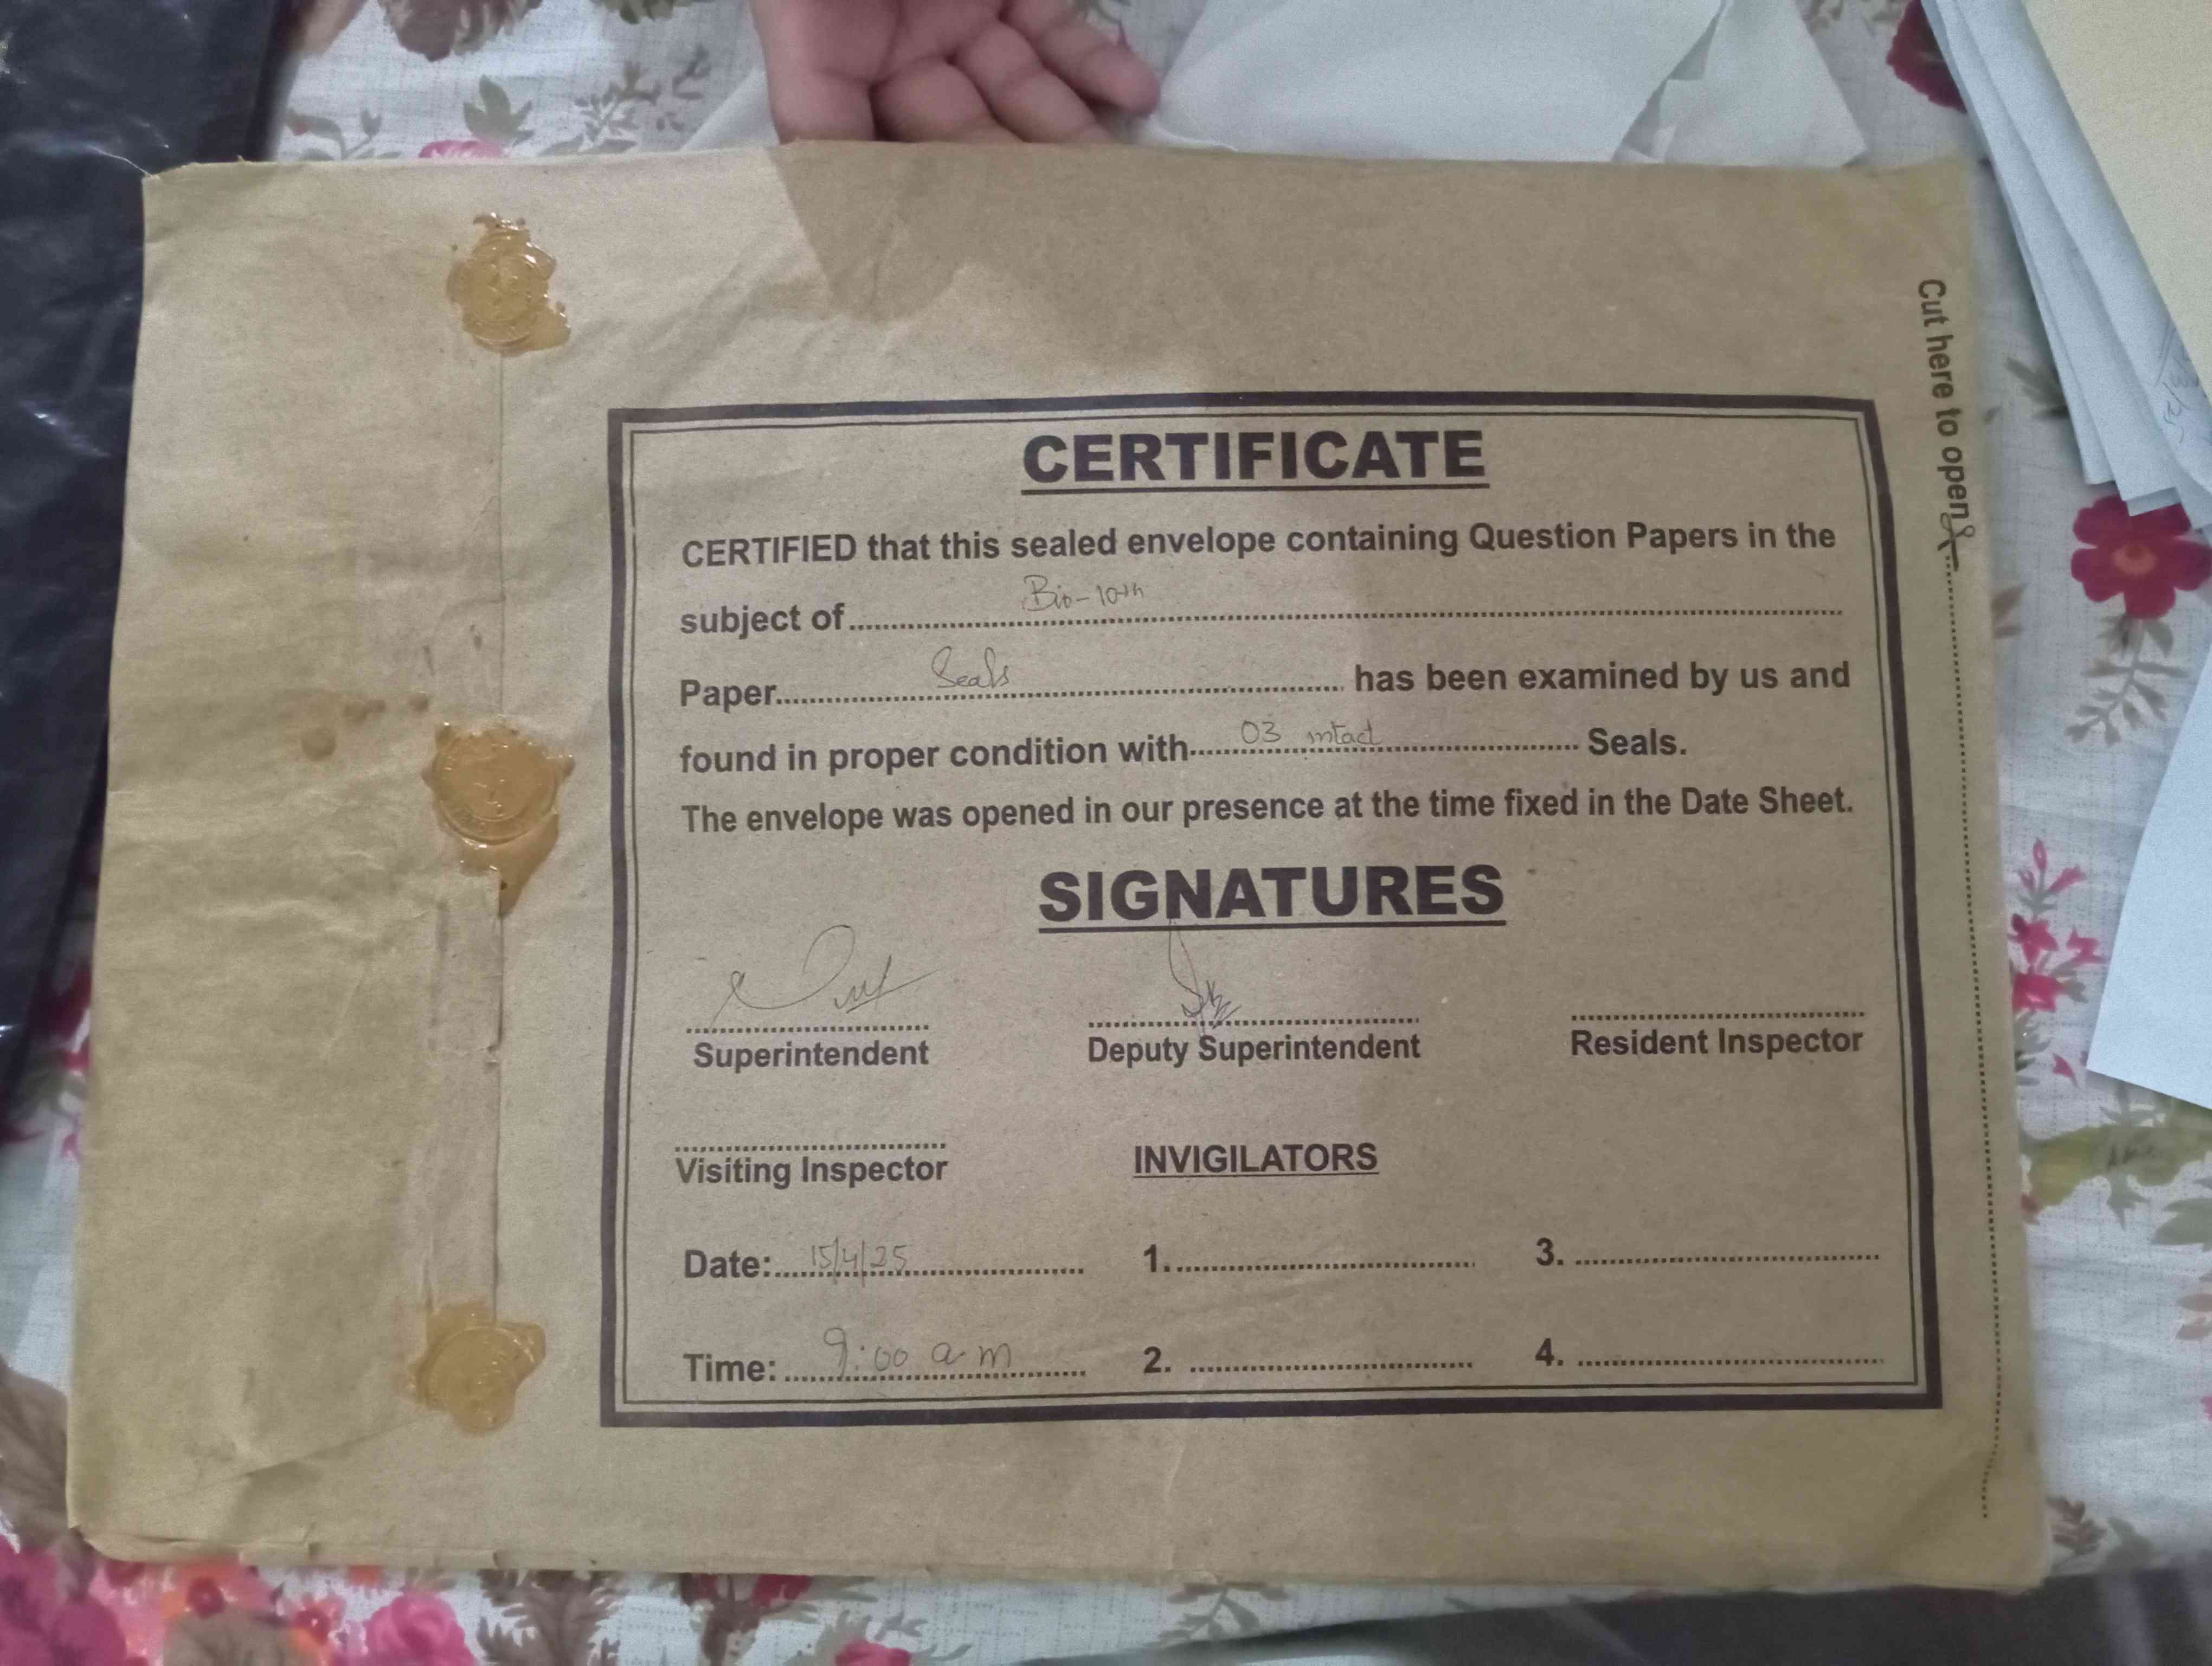 Cut here to open
CERTIFICATE
CERTIFIED that this sealed envelope containing Question Papers in the
subject of Bio-10th
Paper Seals has been examined by us and
found in proper condition with 03 intact Seals.
The envelope was opened in our presence at the time fixed in the Date Sheet.
SIGNATURES
Superintendent Deputy Superintendent Resident Inspector
Visiting Inspector INVIGILATORS
Date: 15/4/25 1. 3.
Time: 9:00 am 2. 4.